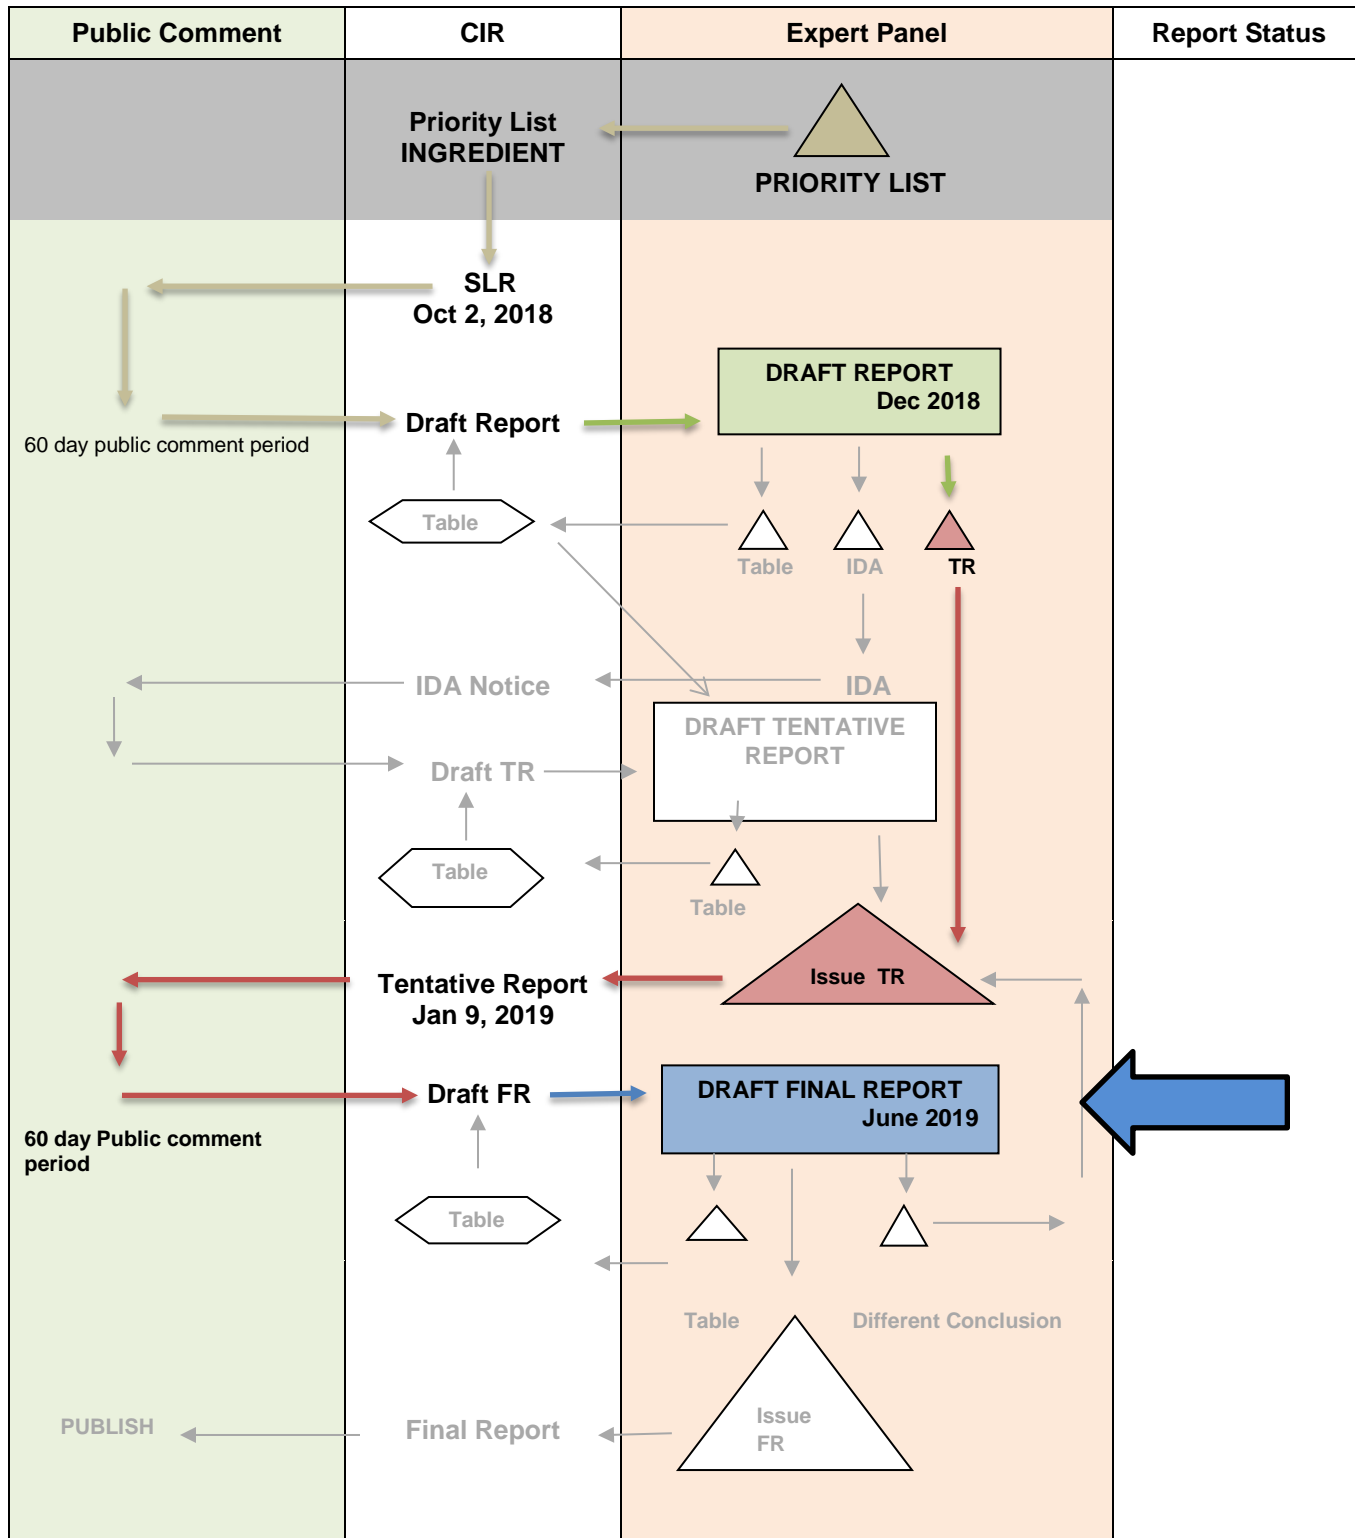 Public Comment
CIR
Expert Panel
Report Status
Priority List
INGREDIENT
PRIORITY LIST
SLR
Oct 2, 2018
DRAFT REPORT
Dec 2018
60 day public comment period
Draft Report
Table
Table
IDA
TR
IDA Notice
IDA
DRAFT TENTATIVE
REPORT
Draft TR
Table
Table
Issue TR
Tentative Report
Jan 9, 2019
DRAFT FINAL REPORT
June 2019
Draft FR
60 day Public comment
period
Table
Table
Different Conclusion
PUBLISH
Final Report
Issue
FR